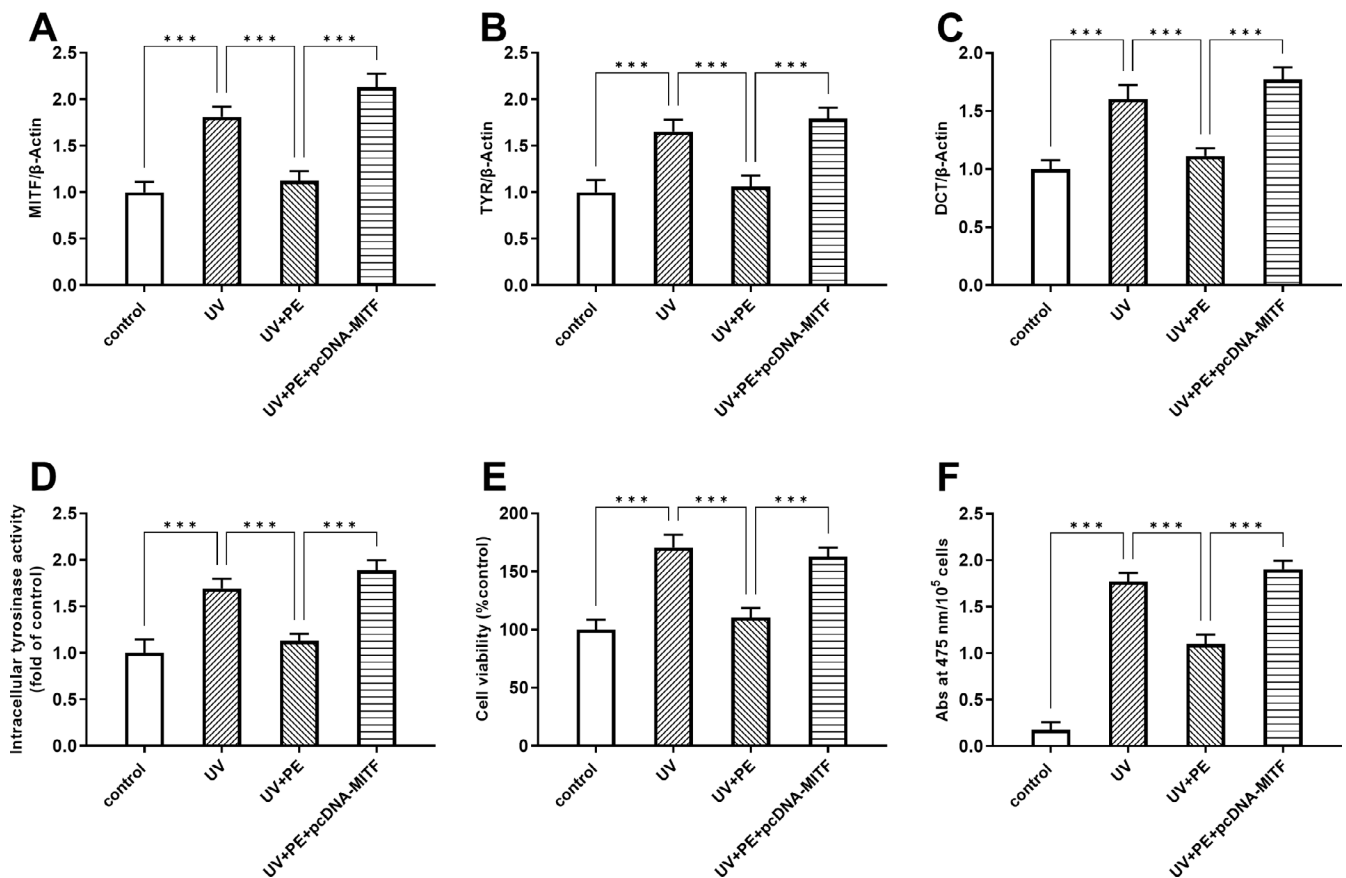 A
MITF/β-Actin
2.5
2.0
1.5
1.0
0.5
0.0
*** *** ***
control
UV
UV+PE
UV+PE+pcDNA-MITF
B
TYR/β-Actin
2.5
2.0
1.5
1.0
0.5
0.0
*** *** ***
control
UV
UV+PE
UV+PE+pcDNA-MITF
C
DCT/β-Actin
2.0
1.5
1.0
0.5
0.0
*** *** ***
control
UV
UV+PE
UV+PE+pcDNA-MITF
D
Intracellular tyrosinase activity
(fold of control)
2.5
2.0
1.5
1.0
0.5
0.0
*** *** ***
control
UV
UV+PE
UV+PE+pcDNA-MITF
E
Cell viability (%control)
200
150
100
50
0
*** *** ***
control
UV
UV+PE
UV+PE+pcDNA-MITF
F
Abs at 475 nm/10⁵ cells
2.5
2.0
1.5
1.0
0.5
0.0
*** *** ***
control
UV
UV+PE
UV+PE+pcDNA-MITF